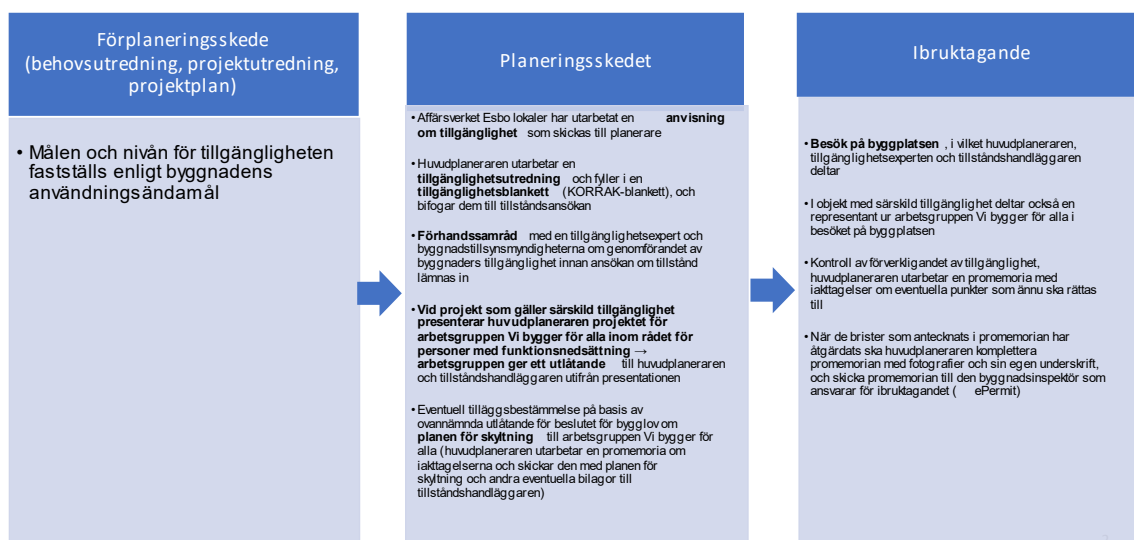 Förplaneringsskede
(behovsutredning, projektutredning,
projektplan)
• Målen och nivån för tillgängligheten
fastställs enligt byggnadens
användningsändamål
Planeringsskedet
• Affärsverket Esbo lokaler har utarbetat en anvisning
om tillgänglighet som skickas till planerare
• Huvudplaneraren utarbetar en
tillgänglighetsutredning och fyller i en
tillgänglighetsblankett (KORRAK-blankett), och
bifogar dem till tillståndsansökan
• Förhandssamråd med en tillgänglighetsexpert och
byggnadstillsynsmyndigheterna om genomförandet av
byggnaders tillgänglighet innan ansökan om tillstånd
lämnas in
• Vid projekt som gäller särskild tillgänglighet
presenterar huvudplaneraren projektet för
arbetsgruppen Vi bygger för alla inom rådet för
personer med funktionsnedsättning →
arbetsgruppen ger ett utlåtande till huvudplaneraren
och tillståndshandläggaren utifrån presentationen
• Eventuell tilläggsbestämmelse på basis av
ovannämnda utlåtande för beslutet för bygglov om
planen för skyltning till arbetsgruppen Vi bygger för
alla (huvudplaneraren utarbetar en promemoria om
iakttagelserna och skickar den med planen för
skyltning och andra eventuella bilagor till
tillståndshandläggaren)
Ibruktagande
• Besök på byggplatsen , i vilket huvudplaneraren,
tillgänglighetsexperten och tillståndshandläggaren
deltar
• I objekt med särskild tillgänglighet deltar också en
representant ur arbetsgruppen Vi bygger för alla i
besöket på byggplatsen
• Kontroll av förverkligandet av tillgänglighet,
huvudplaneraren utarbetar en promemoria med
iakttagelser om eventuella punkter som ännu ska rättas
till
• När de brister som antecknats i promemorian har
åtgärdats ska huvudplaneraren komplettera
promemorian med fotografier och sin egen underskrift,
och skicka promemorian till den byggnadsinspektör som
ansvarar för ibruktagandet ( ePermit)